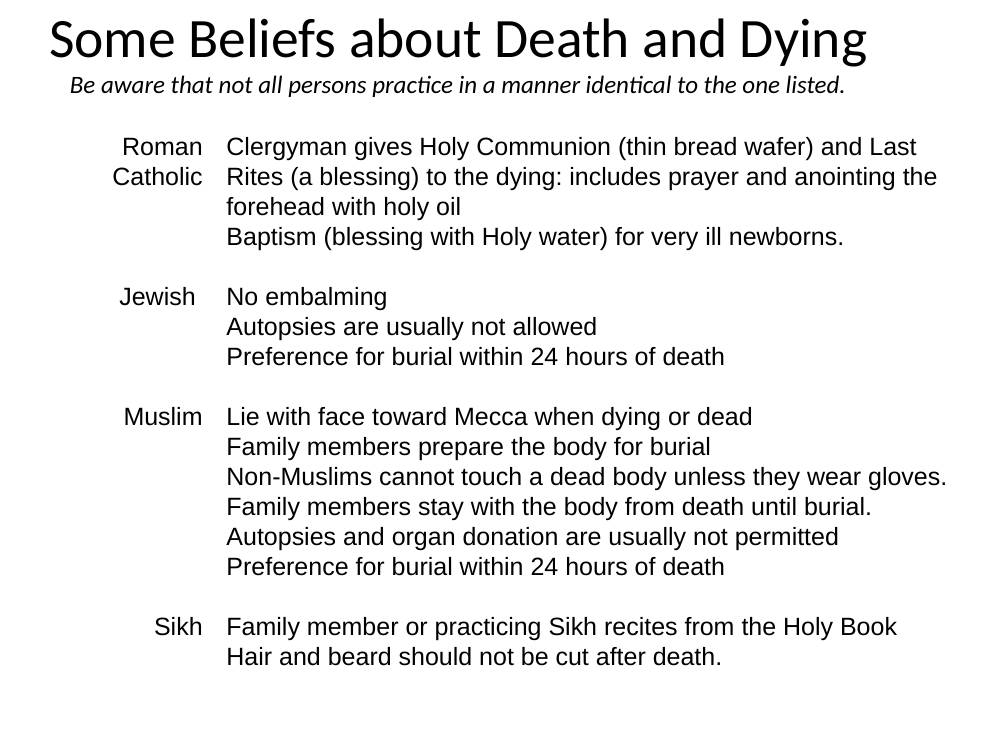 Some Beliefs about Death and Dying
Be aware that not all persons practice in a manner identical to the one listed.
Roman Clergyman gives Holy Communion (thin bread wafer) and Last
Catholic Rites (a blessing) to the dying: includes prayer and anointing the
forehead with holy oil
Baptism (blessing with Holy water) for very ill newborns.
Jewish No embalming
Autopsies are usually not allowed
Preference for burial within 24 hours of death
Muslim Lie with face toward Mecca when dying or dead
Family members prepare the body for burial
Non-Muslims cannot touch a dead body unless they wear gloves.
Family members stay with the body from death until burial.
Autopsies and organ donation are usually not permitted
Preference for burial within 24 hours of death
Sikh Family member or practicing Sikh recites from the Holy Book
Hair and beard should not be cut after death.